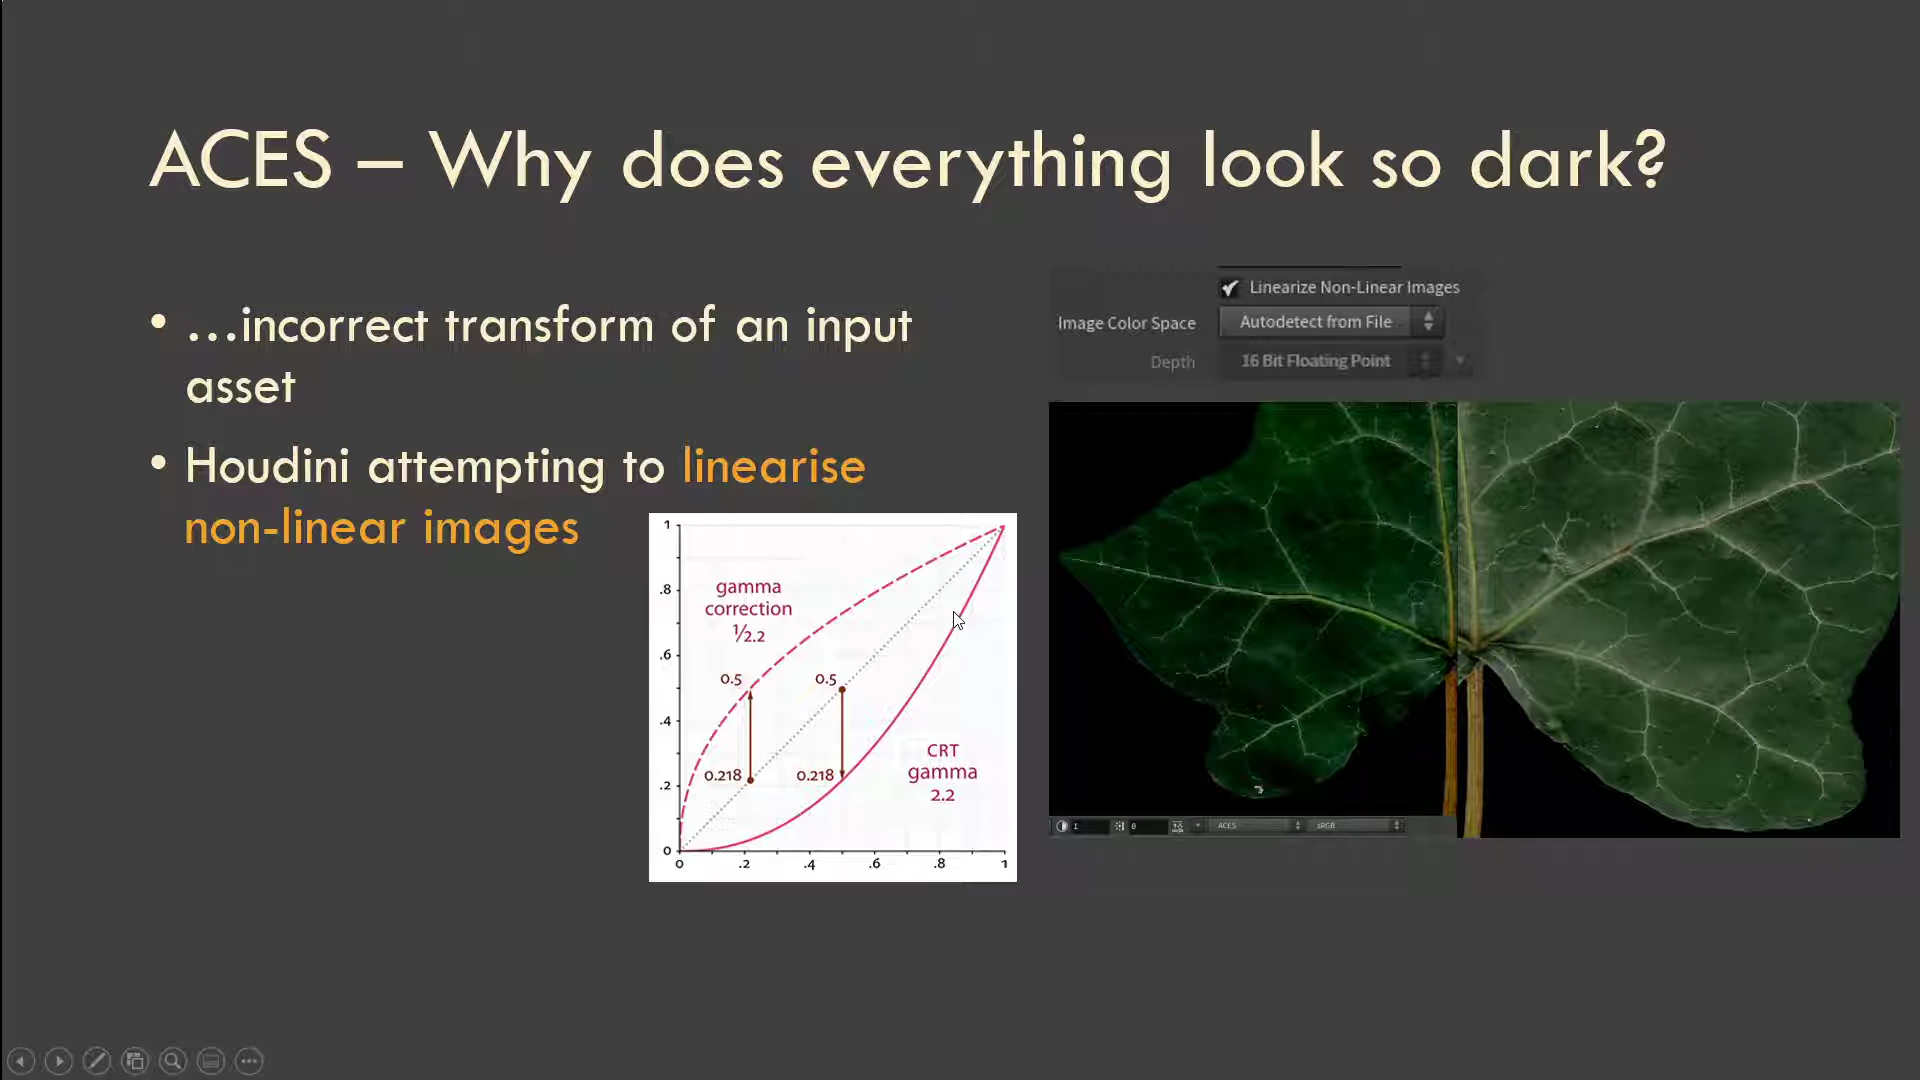 ACES – Why does everything look so dark?
• …incorrect transform of an input
asset
• Houdini attempting to linearise
non-linear images
Linearize Non-Linear Images
Image Color Space Autodetect from File
Depth 16 Bit Floating Point
1
.8
.6
.4
.2
0
0 .2 .4 .6 .8 1
gamma
correction
1⁄2.2
0.5 0.5
0.218 0.218
CRT
gamma
2.2
1 0 ACES sRGB